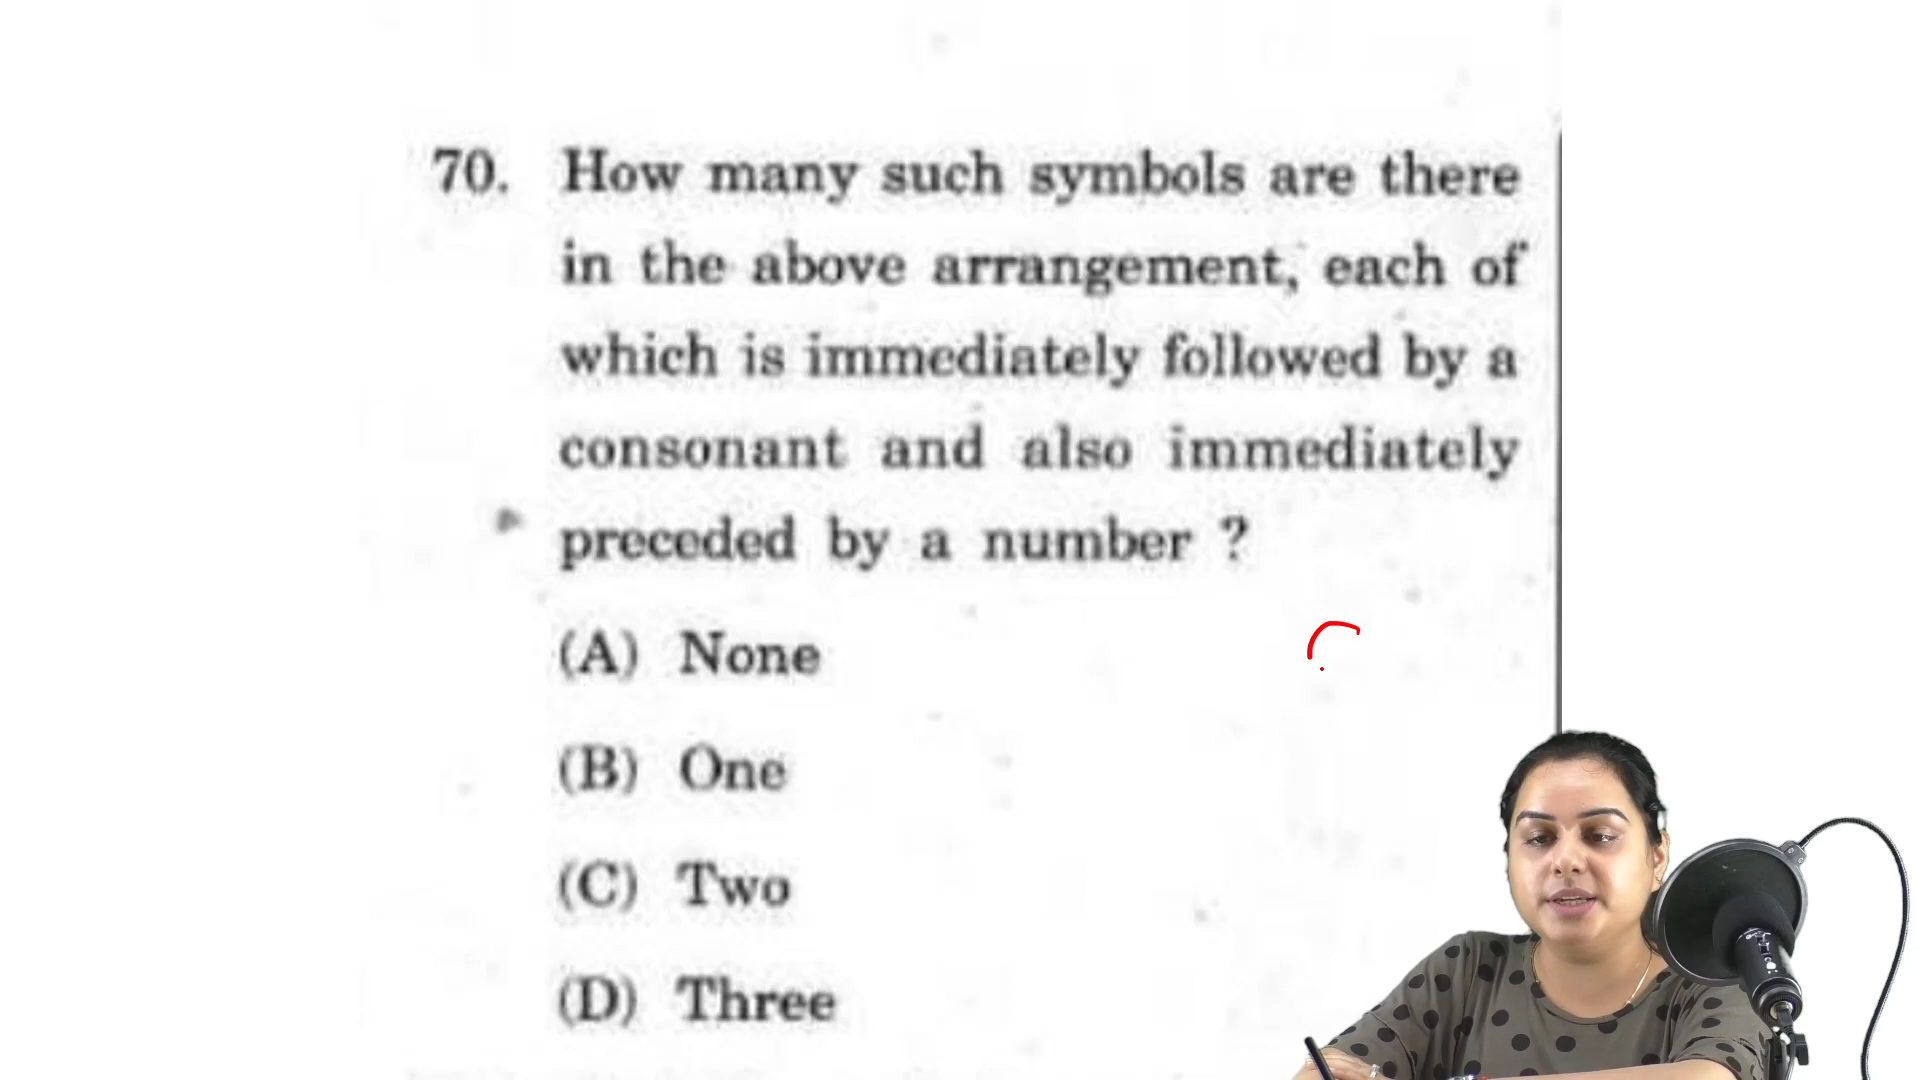 70. How many such symbols are there
in the above arrangement, each of
which is immediately followed by a
consonant and also immediately
preceded by a number ?
(A) None
(B) One
(C) Two
(D) Three